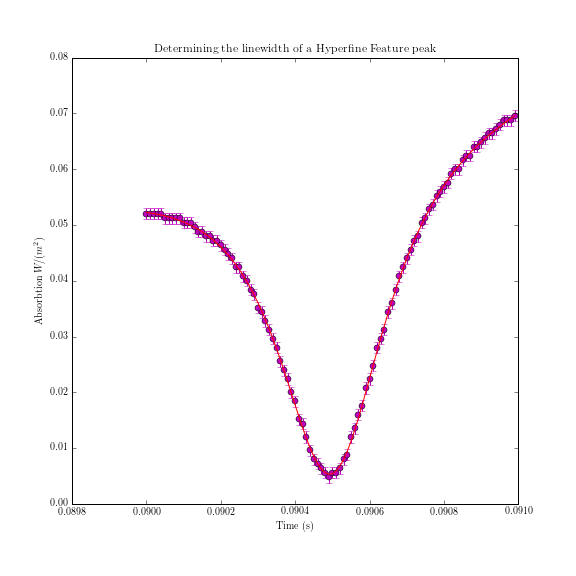 Determining the linewidth of a Hyperfine Feature peak
0.08
0.07
0.06
0.05
0.04
0.03
0.02
0.01
0.00
Absorbtion W/(m²)
0.0898 0.0900 0.0902 0.0904 0.0906 0.0908 0.0910
Time (s)